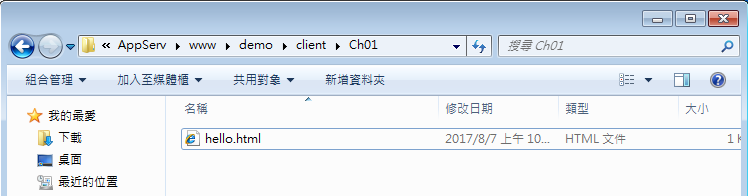 « AppServ ▸ www ▸ demo ▸ client ▸ Ch01
搜尋 Ch01
組合管理 加入至媒體櫃 共用對象 新增資料夾
我的最愛
下載
桌面
最近的位置
名稱 修改日期 類型 大小
hello.html 2017/8/7 上午 10... HTML 文件 1 K